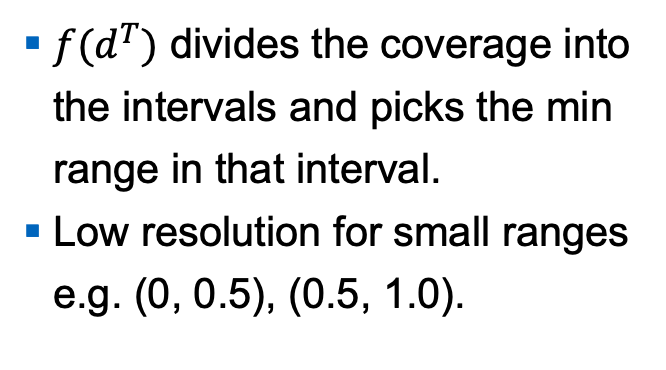 ▪ f(dᵀ) divides the coverage into
the intervals and picks the min
range in that interval.
▪ Low resolution for small ranges
e.g. (0, 0.5), (0.5, 1.0).